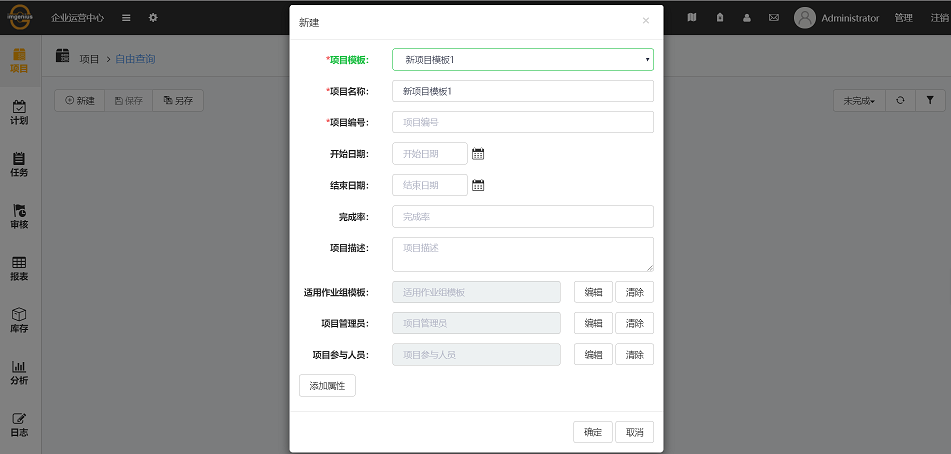 imgenius
企业运营中心
Administrator
管理
注销
项目
计划
任务
审核
报表
库存
分析
日志
项目 > 自由查询
新建
保存
另存
未完成
新建
×
*项目模板：
新项目模板1
*项目名称：
新项目模板1
*项目编号：
项目编号
开始日期：
开始日期
结束日期：
结束日期
完成率：
完成率
项目描述：
项目描述
适用作业组模板：
适用作业组模板
编辑
清除
项目管理员：
项目管理员
编辑
清除
项目参与人员：
项目参与人员
编辑
清除
添加属性
确定
取消